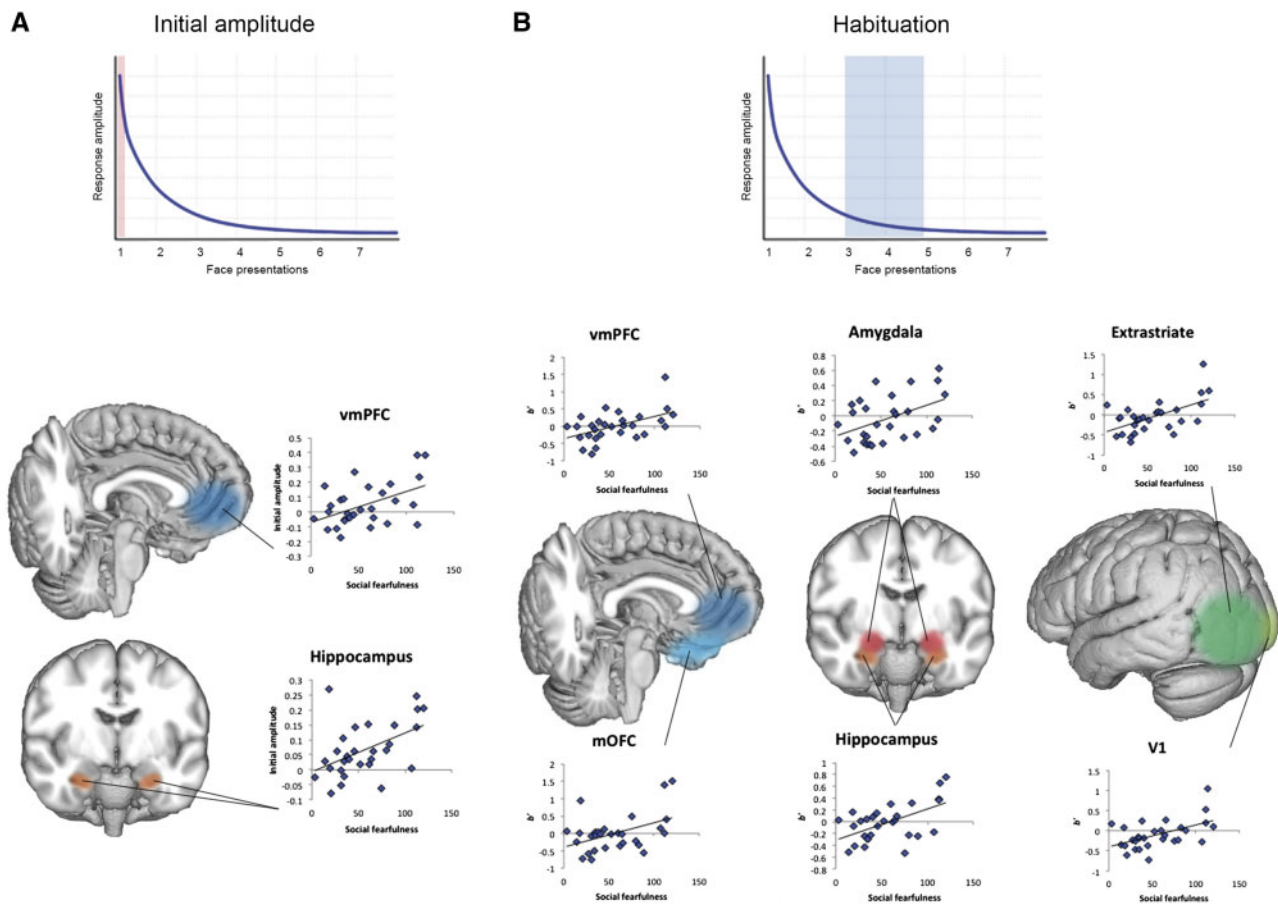 A
Initial amplitude
Response amplitude
1 2 3 4 5 6 7
Face presentations
vmPFC
Initial amplitude
0.5
0.4
0.3
0.2
0.1
0
-0.1
-0.2
-0.3
0 50 100 150
Social fearfulness
Hippocampus
Initial amplitude
0.3
0.25
0.2
0.15
0.1
0.05
0
-0.05
-0.1
0 50 100 150
Social fearfulness
B
Habituation
Response amplitude
1 2 3 4 5 6 7
Face presentations
vmPFC
b'
2
1.5
1
0.5
0
-0.5
-1
0 50 100 150
Social fearfulness
Amygdala
b'
0.8
0.6
0.4
0.2
0
-0.2
-0.4
-0.6
0 50 100 150
Social fearfulness
Extrastriate
b'
1.5
1
0.5
0
-0.5
-1
0 50 100 150
Social fearfulness
mOFC
b'
2
1.5
1
0.5
0
-0.5
-1
0 50 100 150
Social fearfulness
Hippocampus
b'
1
0.8
0.6
0.4
0.2
0
-0.2
-0.4
-0.6
-0.8
0 50 100 150
Social fearfulness
V1
b'
1.5
1
0.5
0
-0.5
-1
0 50 100 150
Social fearfulness